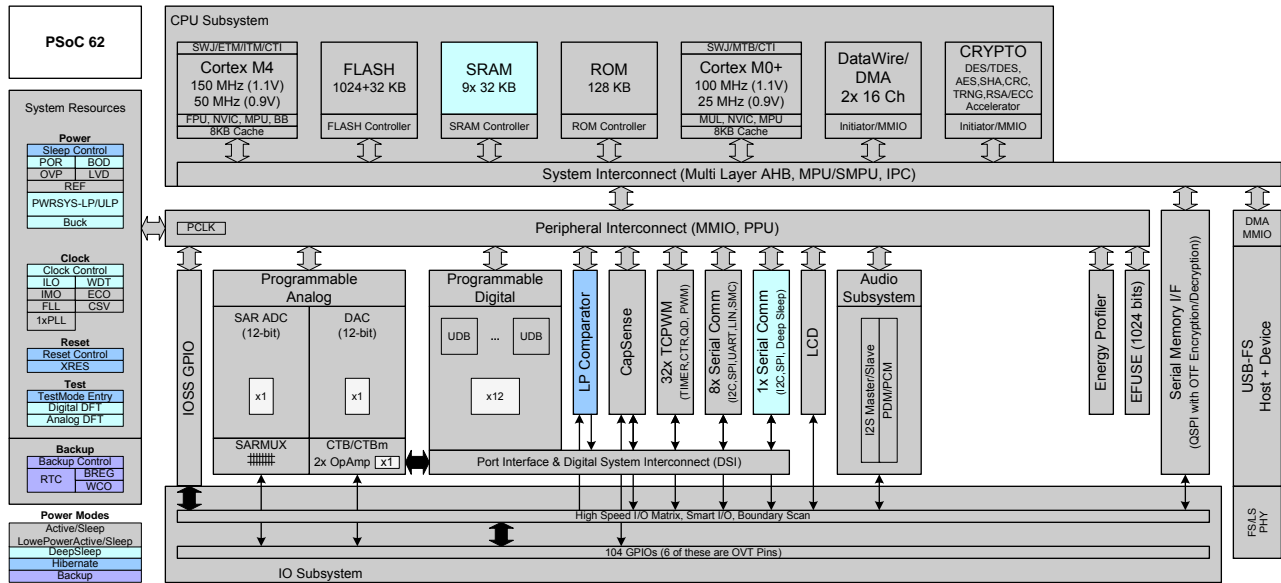 PSoC 62
System Resources
Power
Sleep Control
POR BOD
OVP LVD
REF
PWRSYS-LP/ULP
Buck
Clock
Clock Control
ILO WDT
IMO ECO
FLL CSV
1xPLL
Reset
Reset Control
XRES
Test
TestMode Entry
Digital DFT
Analog DFT
Backup
Backup Control
RTC BREG
WCO
Power Modes
Active/Sleep
LowePowerActive/Sleep
DeepSleep
Hibernate
Backup
CPU Subsystem
SWJ/ETM/ITM/CTI
Cortex M4
150 MHz (1.1V)
50 MHz (0.9V)
FPU, NVIC, MPU, BB
8KB Cache
FLASH
1024+32 KB
FLASH Controller
SRAM
9x 32 KB
SRAM Controller
ROM
128 KB
ROM Controller
SWJ/MTB/CTI
Cortex M0+
100 MHz (1.1V)
25 MHz (0.9V)
MUL, NVIC, MPU
8KB Cache
DataWire/
DMA
2x 16 Ch
Initiator/MMIO
CRYPTO
DES/TDES,
AES,SHA,CRC,
TRNG,RSA/ECC
Accelerator
Initiator/MMIO
System Interconnect (Multi Layer AHB, MPU/SMPU, IPC)
PCLK
Peripheral Interconnect (MMIO, PPU)
IOSS GPIO
Programmable
Analog
SAR ADC
(12-bit)
x1
DAC
(12-bit)
x1
SARMUX
CTB/CTBm
2x OpAmp x1
Programmable
Digital
UDB ... UDB
x12
LP Comparator
CapSense
32x TCPWM
(TIMER,CTR,QD, PWM)
8x Serial Comm
(I2C,SPI,UART,LIN,SMC)
1x Serial Comm
(I2C,SPI, Deep Sleep)
LCD
Audio
Subsystem
I2S Master/Slave
PDM/PCM
Energy Profiler
EFUSE (1024 bits)
Serial Memory I/F
(QSPI with OTF Encryption/Decryption))
DMA
MMIO
USB-FS
Host + Device
FS/LS
PHY
Port Interface & Digital System Interconnect (DSI)
High Speed I/O Matrix, Smart I/O, Boundary Scan
104 GPIOs (6 of these are OVT Pins)
IO Subsystem